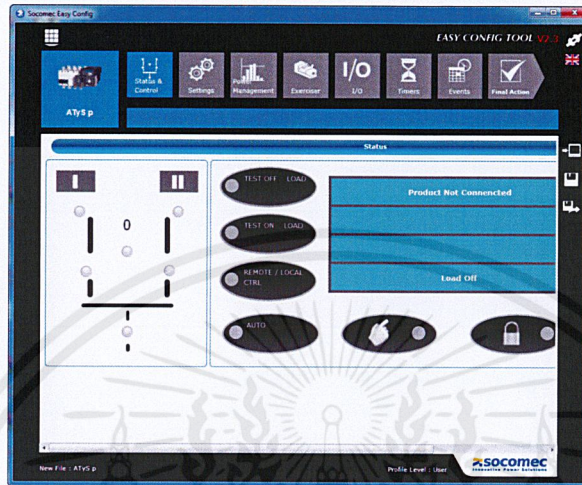 Socomec Easy Config
EASY CONFIG TOOL V2.3
ATyS p
Status &
Control
Settings
Power
Management
Exerciser
I/O
I/O
Timers
Events
Final Action
Status
I
II
0
TEST OFF LOAD
TEST ON LOAD
REMOTE / LOCAL
CTRL
AUTO
Product Not Connencted
Load Off
New File : ATyS p
Profile Level : User
socomec
Innovative Power Solutions